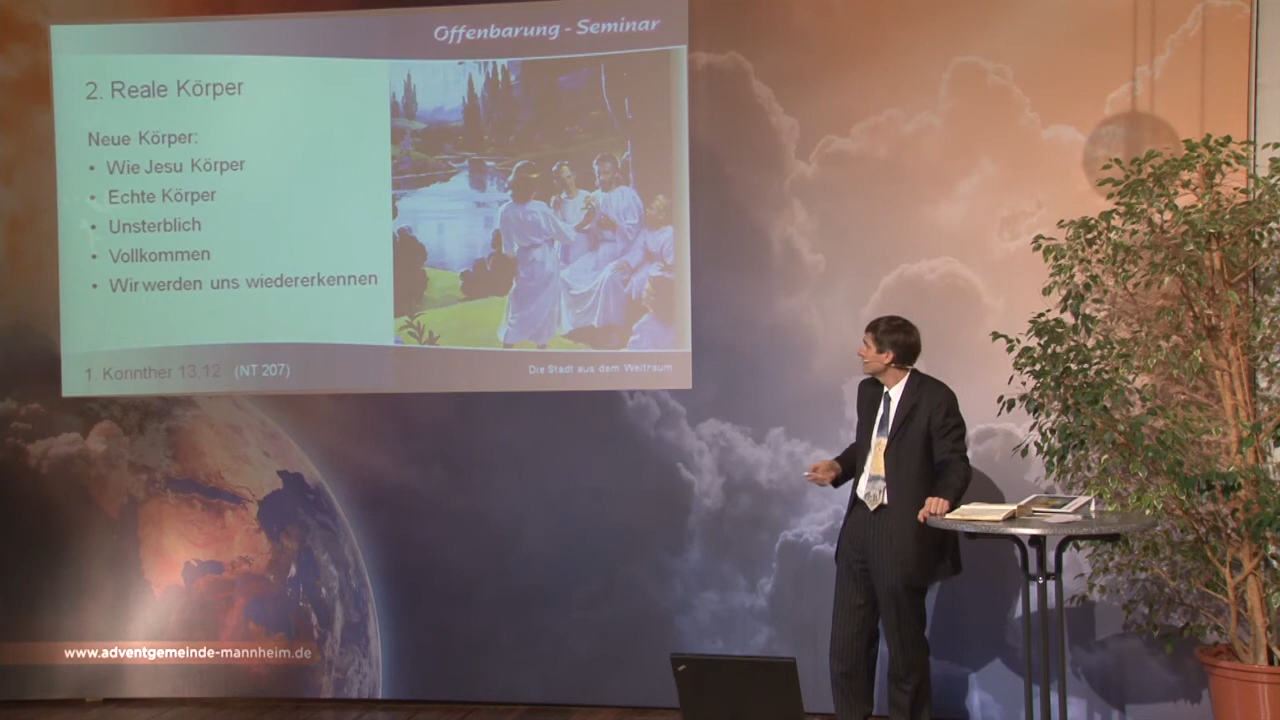 Offenbarung - Seminar
2. Reale Körper
Neue Körper:
• Wie Jesu Körper
• Echte Körper
• Unsterblich
• Vollkommen
• Wir werden uns wiedererkennen
1. Korinther 13,12 (NT 207)
Die Stadt aus dem Weltraum
www.adventgemeinde-mannheim.de